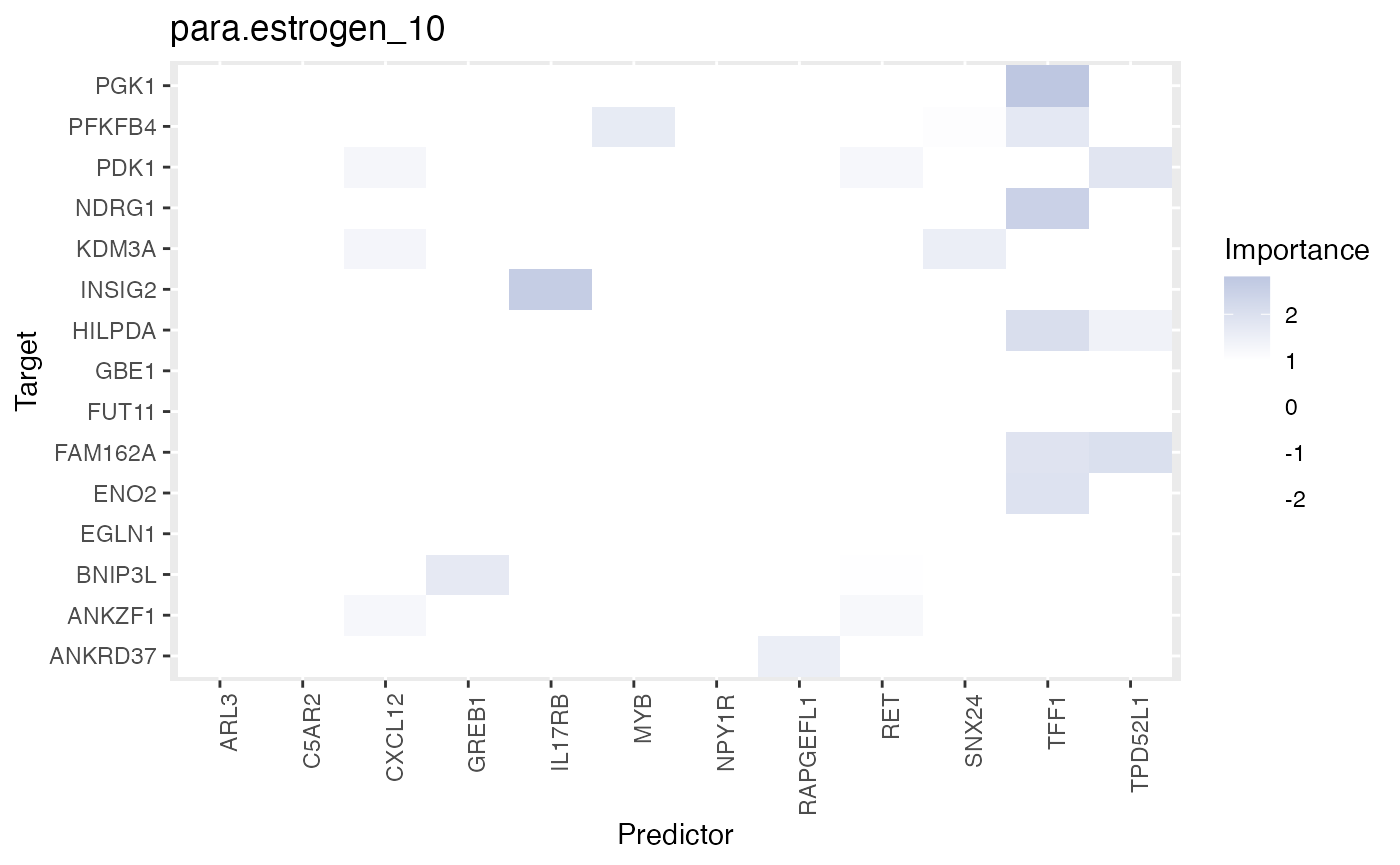 para.estrogen_10
PGK1
PFKFB4
PDK1
NDRG1
KDM3A
INSIG2
HILPDA
GBE1
FUT11
FAM162A
ENO2
EGLN1
BNIP3L
ANKZF1
ANKRD37
Target
ARL3
C5AR2
CXCL12
GREB1
IL17RB
MYB
NPY1R
RAPGEFL1
RET
SNX24
TFF1
TPD52L1
Predictor
Importance
2
1
0
-1
-2